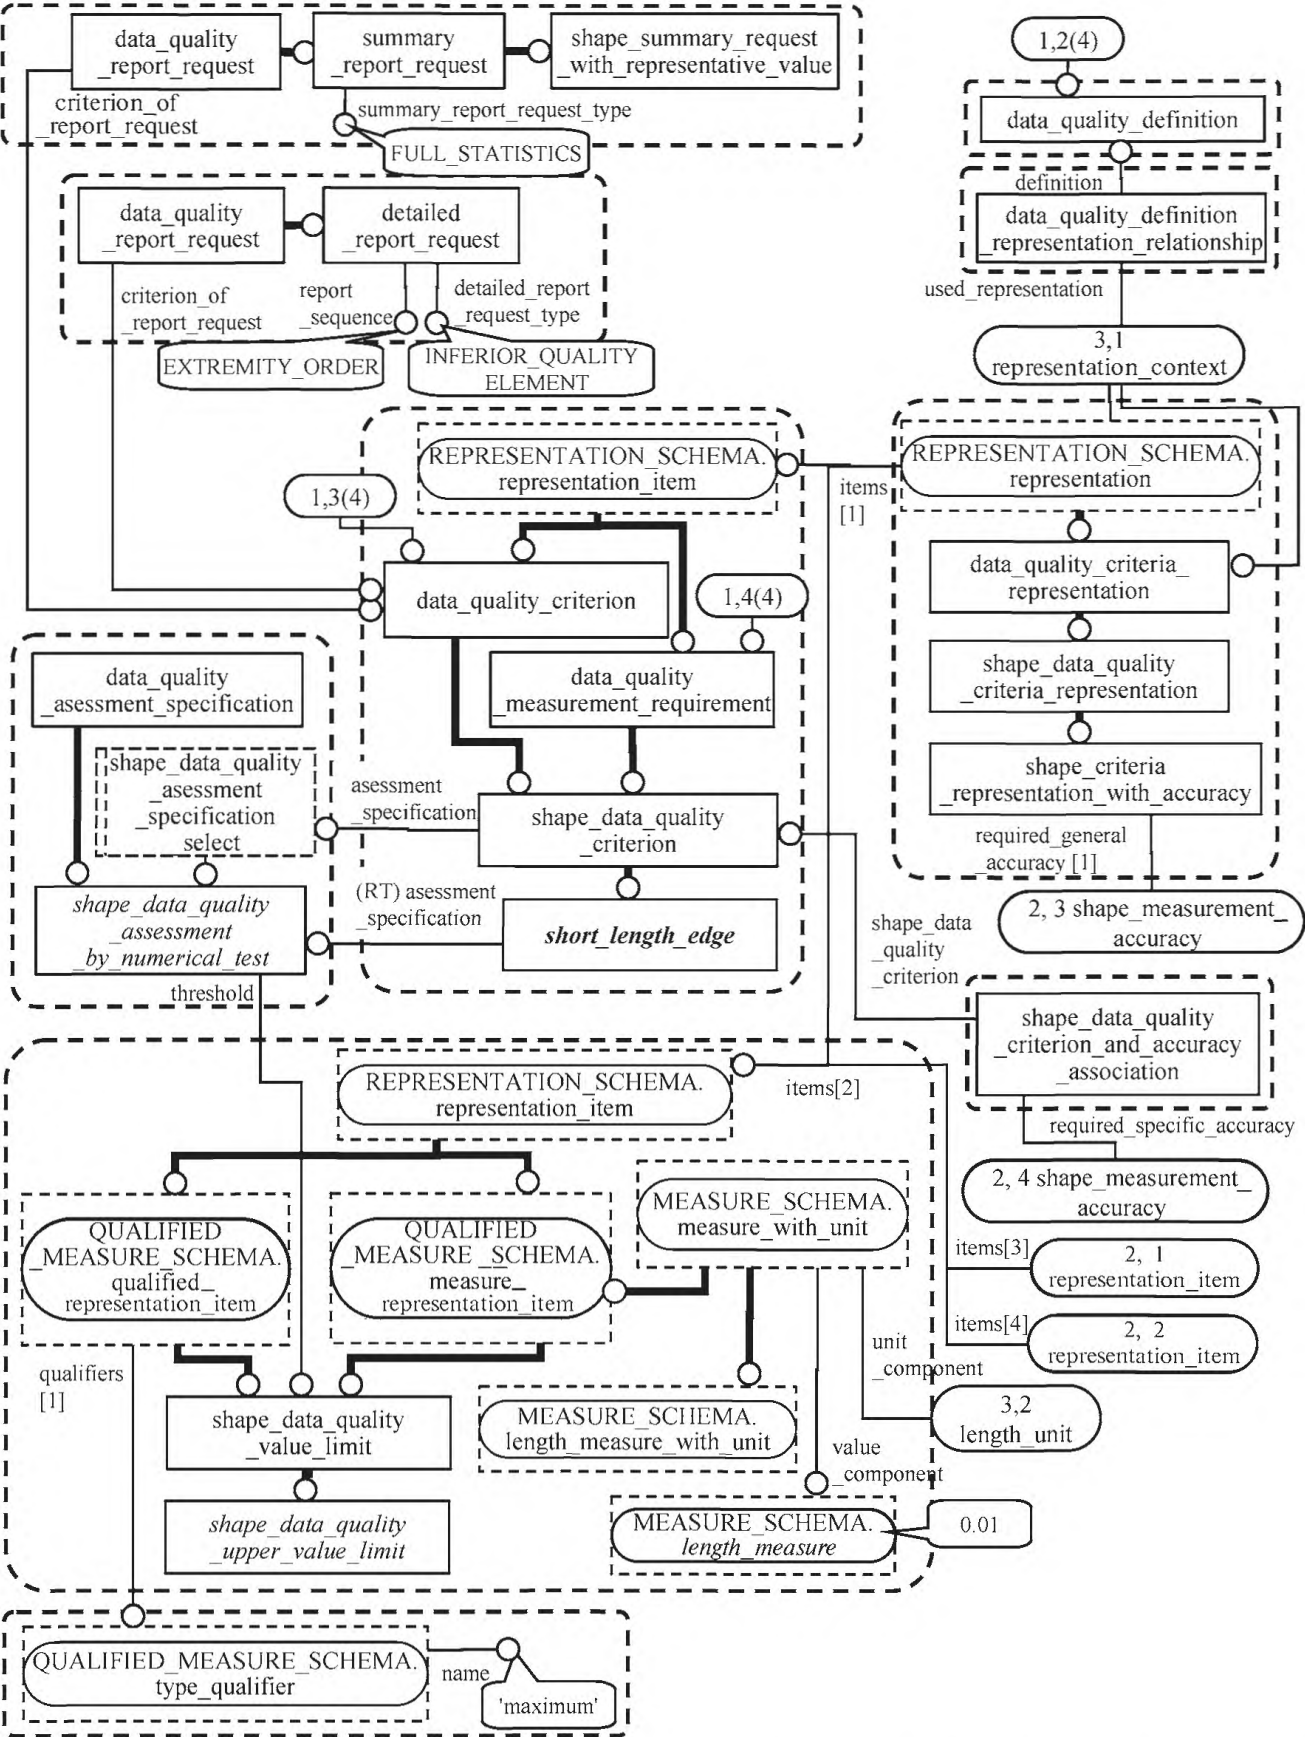 data_quality
_report_request
summary
_report_request
shape_summary_request
_with_representative_value
criterion_of
_report_request
summary_report_request_type
FULL_STATISTICS
1,2(4)
data_quality_definition
definition
data_quality_definition
_representation_relationship
used_representation
3,1
representation_context
data_quality
_report_request
detailed
_report_request
criterion_of
_report_request
report
_sequence
detailed_report
_request_type
EXTREMITY_ORDER
INFERIOR_QUALITY
ELEMENT
REPRESENTATION_SCHEMA.
representation_item
1,3(4)
data_quality_criterion
1,4(4)
data_quality
_measurement_requirement
items
[1]
REPRESENTATION_SCHEMA.
representation
data_quality_criteria_
representation
shape_data_quality
_criteria_representation
shape_criteria
_representation_with_accuracy
required_general
_accuracy [1]
2, 3 shape_measurement_
accuracy
data_quality
_asessment_specification
shape_data_quality
_asessment
_specification
select
asessment
_specification
shape_data_quality
_criterion
shape_data_quality
_assessment
_by_numerical_test
(RT) asessment
_specification
short_length_edge
threshold
shape_data
_quality
_criterion
shape_data_quality
_criterion_and_accuracy
_association
required_specific_accuracy
2, 4 shape_measurement_
accuracy
REPRESENTATION_SCHEMA.
representation_item
items[2]
QUALIFIED
_MEASURE_SCHEMA.
qualified_
representation_item
QUALIFIED
_MEASURE__SCHEMA.
measure_
representation_item
MEASURE_SCHEMA.
measure_with_unit
items[3]
2, 1
representation_item
items[4]
2, 2
representation_item
qualifiers
[1]
shape_data_quality
_value_limit
MEASURE_SCHEMA.
length_measure_with_unit
unit
_component
3,2
length_unit
value
_component
shape_data_quality
_upper_value_limit
MEASURE_SCHEMA.
length_measure
0.01
QUALIFIED_MEASURE_SCHEMA.
type_qualifier
name
'maximum'